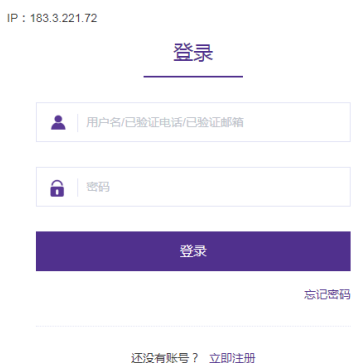 IP：183.3.221.72
登录
用户名/已验证电话/已验证邮箱
密码
登录
忘记密码
还没有账号？ 立即注册